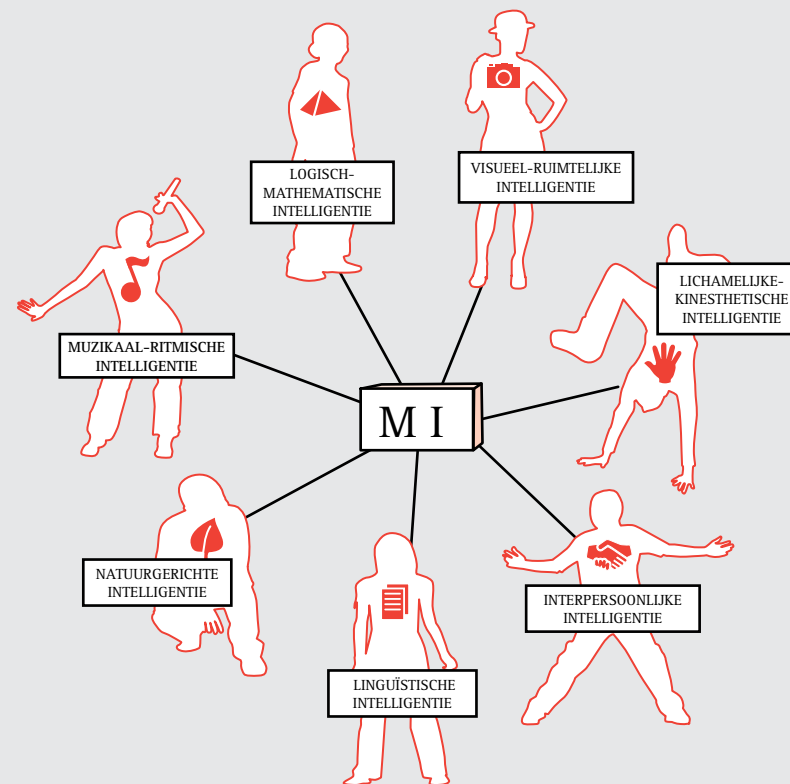 LOGISCH-
MATHEMATISCHE
INTELLIGENTIE
VISUEEL-RUIMTELIJKE
INTELLIGENTIE
LICHAMELIJKE-
KINESTHETISCHE
INTELLIGENTIE
MUZIKAAL-RITMISCHE
INTELLIGENTIE
M I
NATUURGERICHTE
INTELLIGENTIE
INTERPERSOONLIJKE
INTELLIGENTIE
LINGUÏSTISCHE
INTELLIGENTIE